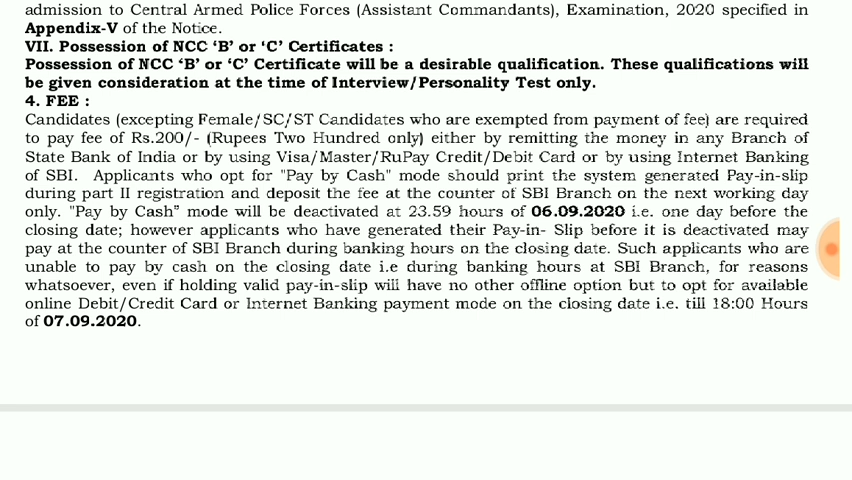 admission to Central Armed Police Forces (Assistant Commandants), Examination, 2020 specified in
Appendix-V of the Notice.
VII. Possession of NCC ‘B’ or ‘C’ Certificates :
Possession of NCC ‘B’ or ‘C’ Certificate will be a desirable qualification. These qualifications will
be given consideration at the time of Interview/Personality Test only.
4. FEE :
Candidates (excepting Female/SC/ST Candidates who are exempted from payment of fee) are required
to pay fee of Rs.200/- (Rupees Two Hundred only) either by remitting the money in any Branch of
State Bank of India or by using Visa/Master/RuPay Credit/Debit Card or by using Internet Banking
of SBI. Applicants who opt for "Pay by Cash" mode should print the system generated Pay-in-slip
during part II registration and deposit the fee at the counter of SBI Branch on the next working day
only. "Pay by Cash” mode will be deactivated at 23.59 hours of 06.09.2020 i.e. one day before the
closing date; however applicants who have generated their Pay-in- Slip before it is deactivated may
pay at the counter of SBI Branch during banking hours on the closing date. Such applicants who are
unable to pay by cash on the closing date i.e during banking hours at SBI Branch, for reasons
whatsoever, even if holding valid pay-in-slip will have no other offline option but to opt for available
online Debit/Credit Card or Internet Banking payment mode on the closing date i.e. till 18:00 Hours
of 07.09.2020.